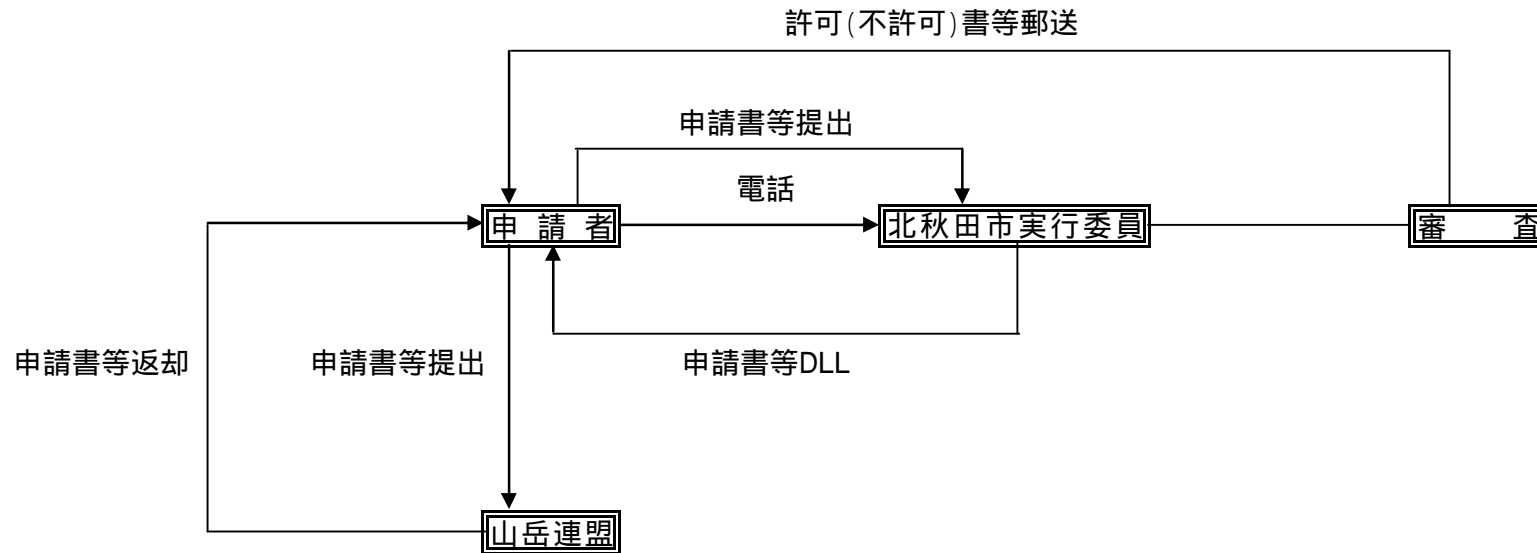 許可(不許可)書等郵送
申請書等提出
電話
申 請 者
北秋田市実行委員
審 査
申請書等返却
申請書等提出
申請書等DLL
山岳連盟